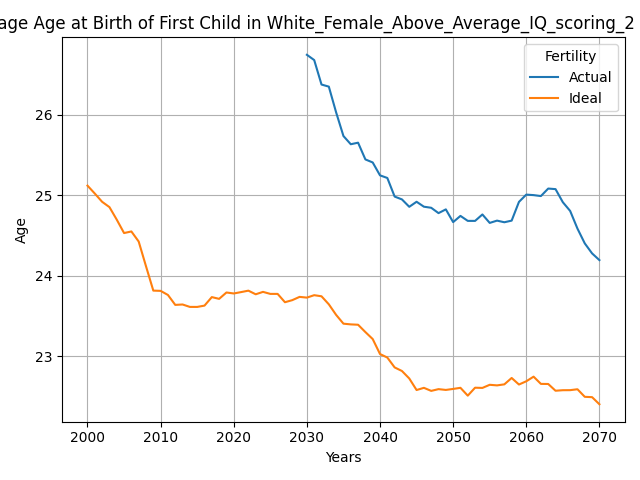 age Age at Birth of First Child in White_Female_Above_Average_IQ_scoring_2
Fertility
Actual
Ideal
26
25
24
23
Age
2000 2010 2020 2030 2040 2050 2060 2070
Years